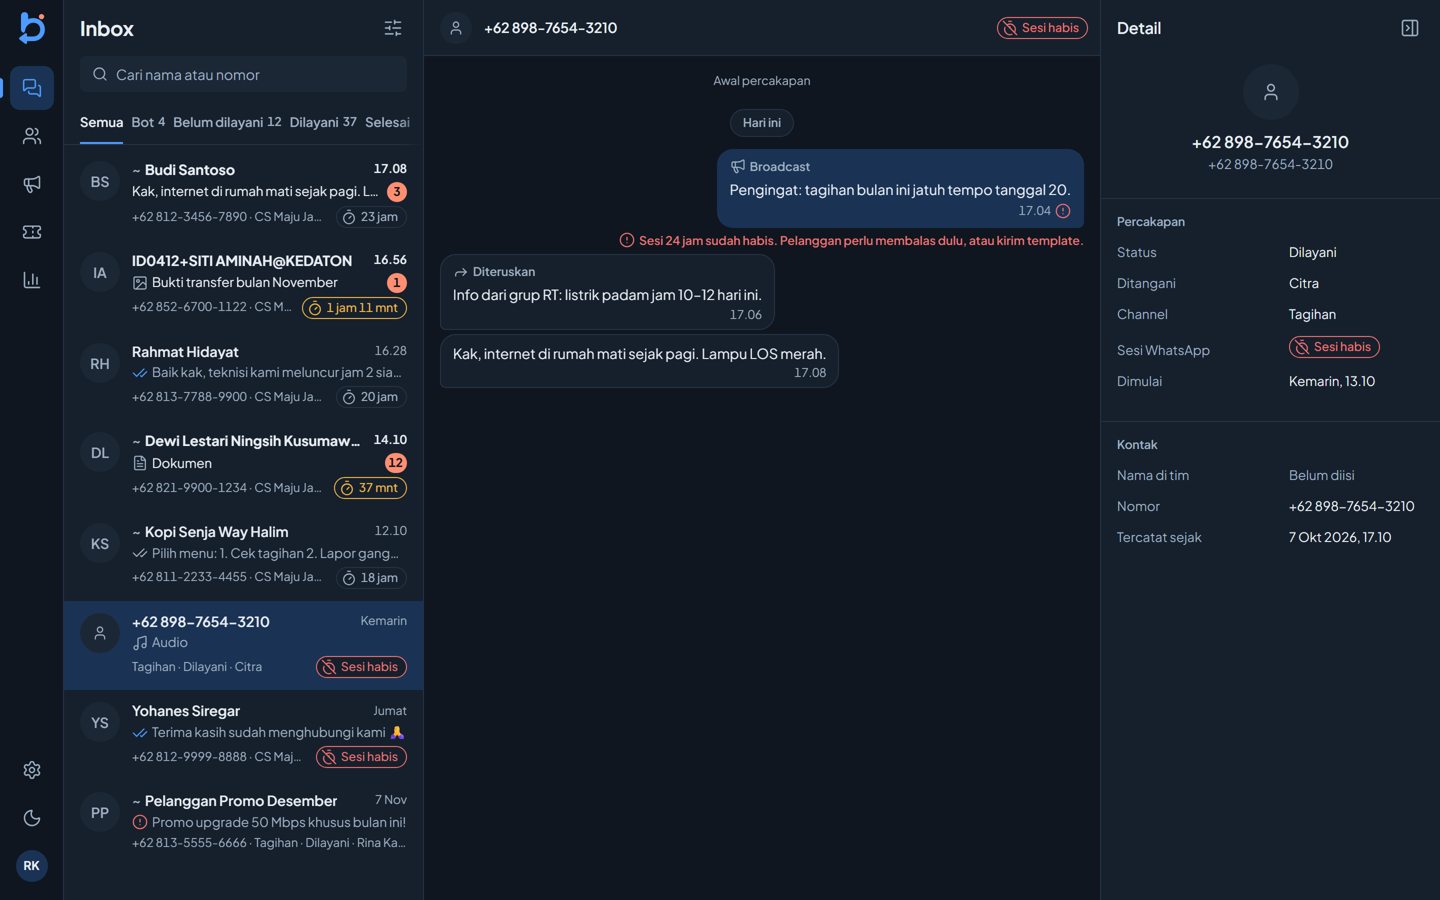 Inbox
Cari nama atau nomor
Semua Bot 4 Belum dilayani 12 Dilayani 37 Selesai
BS
~ Budi Santoso 17.08
Kak, internet di rumah mati sejak pagi. L... 3
+62 812-3456-7890 · CS Maju Ja... 23 jam
IA
ID0412+SITI AMINAH@KEDATON 16.56
Bukti transfer bulan November 1
+62 852-6700-1122 · CS M... 1 jam 11 mnt
RH
Rahmat Hidayat 16.28
Baik kak, teknisi kami meluncur jam 2 sia...
+62 813-7788-9900 · CS Maju Ja... 20 jam
DL
~ Dewi Lestari Ningsih Kusumaw... 14.10
Dokumen 12
+62 821-9900-1234 · CS Maju Ja... 37 mnt
KS
~ Kopi Senja Way Halim 12.10
Pilih menu: 1. Cek tagihan 2. Lapor gang...
+62 811-2233-4455 · CS Maju Ja... 18 jam
+62 898-7654-3210 Kemarin
Audio
Tagihan · Dilayani · Citra Sesi habis
YS
Yohanes Siregar Jumat
Terima kasih sudah menghubungi kami 🙏
+62 812-9999-8888 · CS Maj... Sesi habis
PP
~ Pelanggan Promo Desember 7 Nov
Promo upgrade 50 Mbps khusus bulan ini!
+62 813-5555-6666 · Tagihan · Dilayani · Rina Ka...
RK
+62 898-7654-3210 Sesi habis
Awal percakapan
Hari ini
Broadcast
Pengingat: tagihan bulan ini jatuh tempo tanggal 20.
17.04
Sesi 24 jam sudah habis. Pelanggan perlu membalas dulu, atau kirim template.
Diteruskan
Info dari grup RT: listrik padam jam 10–12 hari ini.
17.06
Kak, internet di rumah mati sejak pagi. Lampu LOS merah.
17.08
Detail
+62 898-7654-3210
+62 898-7654-3210
Percakapan
Status Dilayani
Ditangani Citra
Channel Tagihan
Sesi WhatsApp Sesi habis
Dimulai Kemarin, 13.10
Kontak
Nama di tim Belum diisi
Nomor +62 898-7654-3210
Tercatat sejak 7 Okt 2026, 17.10